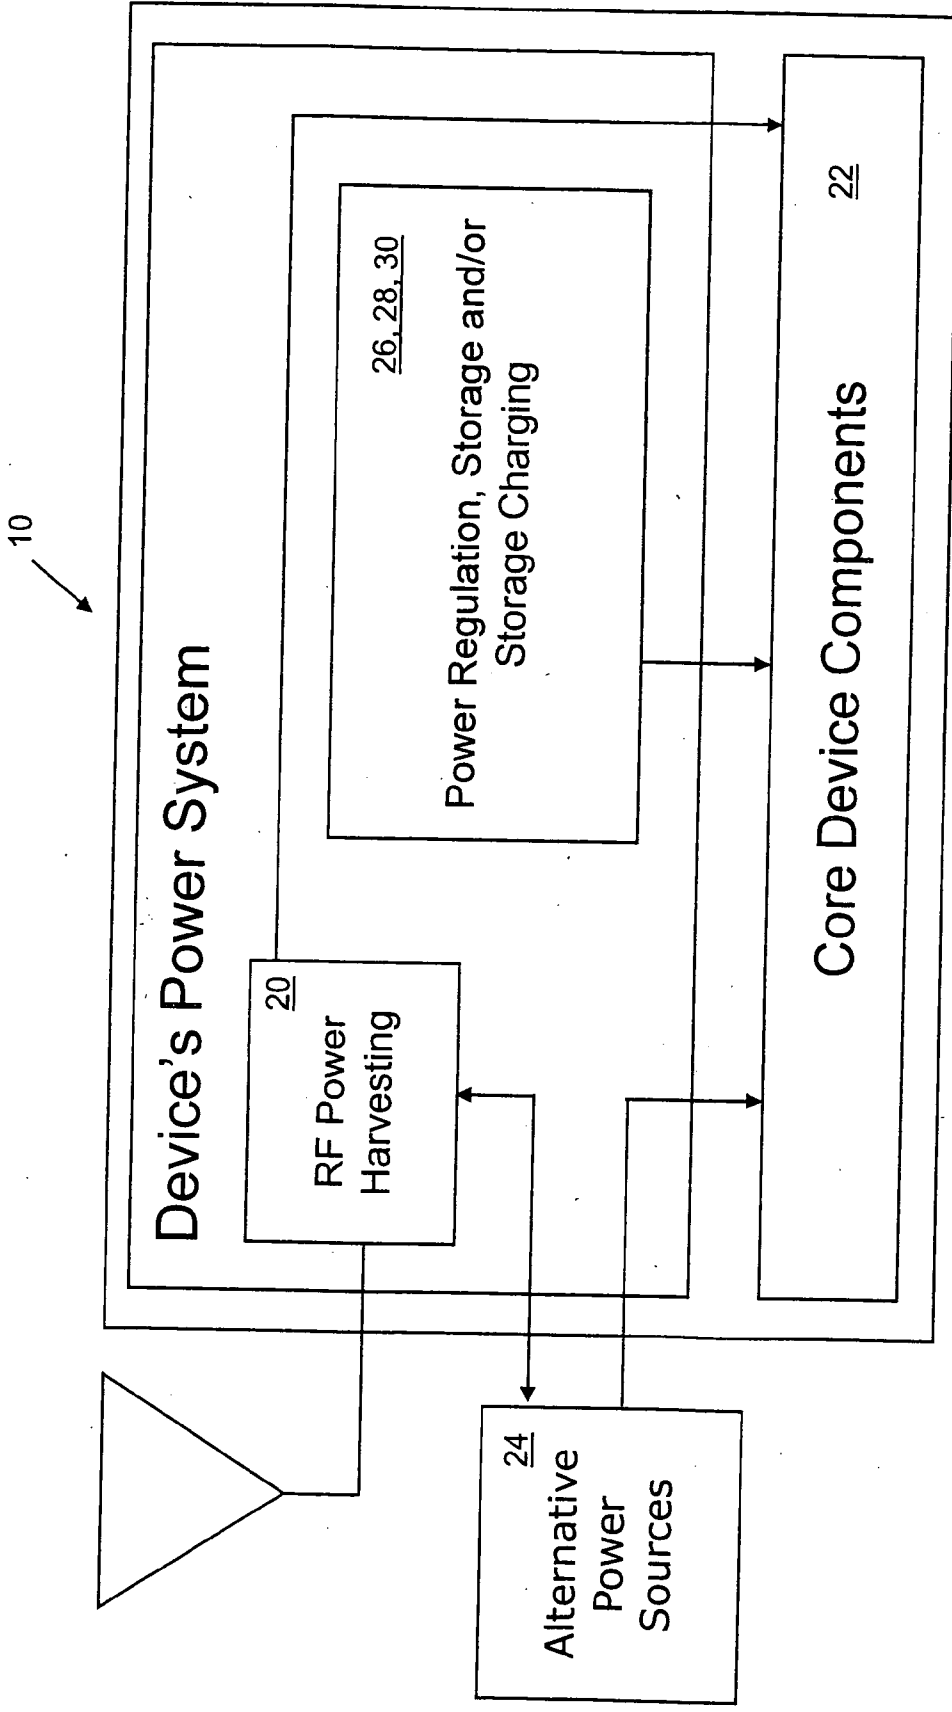 10
Device's Power System
20
RF Power
Harvesting
26, 28, 30
Power Regulation, Storage and/or
Storage Charging
24
Alternative
Power
Sources
Core Device Components
22